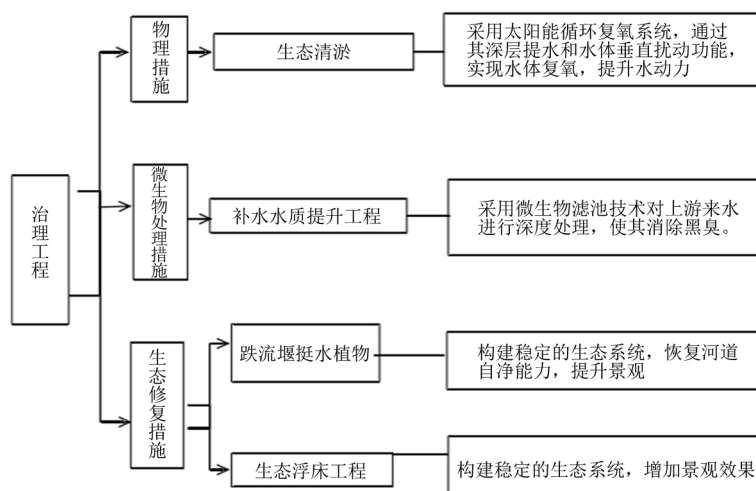 治理工程
物理措施
生态清淤
采用太阳能循环复氧系统，通过
其深层提水和水体垂直扰动功能，
实现水体复氧，提升水动力
微生物处理措施
补水水质提升工程
采用微生物滤池技术对上游来水
进行深度处理，使其消除黑臭。
生态修复措施
跌流堰挺水植物
构建稳定的生态系统，恢复河道
自净能力，提升景观
生态浮床工程
构建稳定的生态系统，增加景观效果